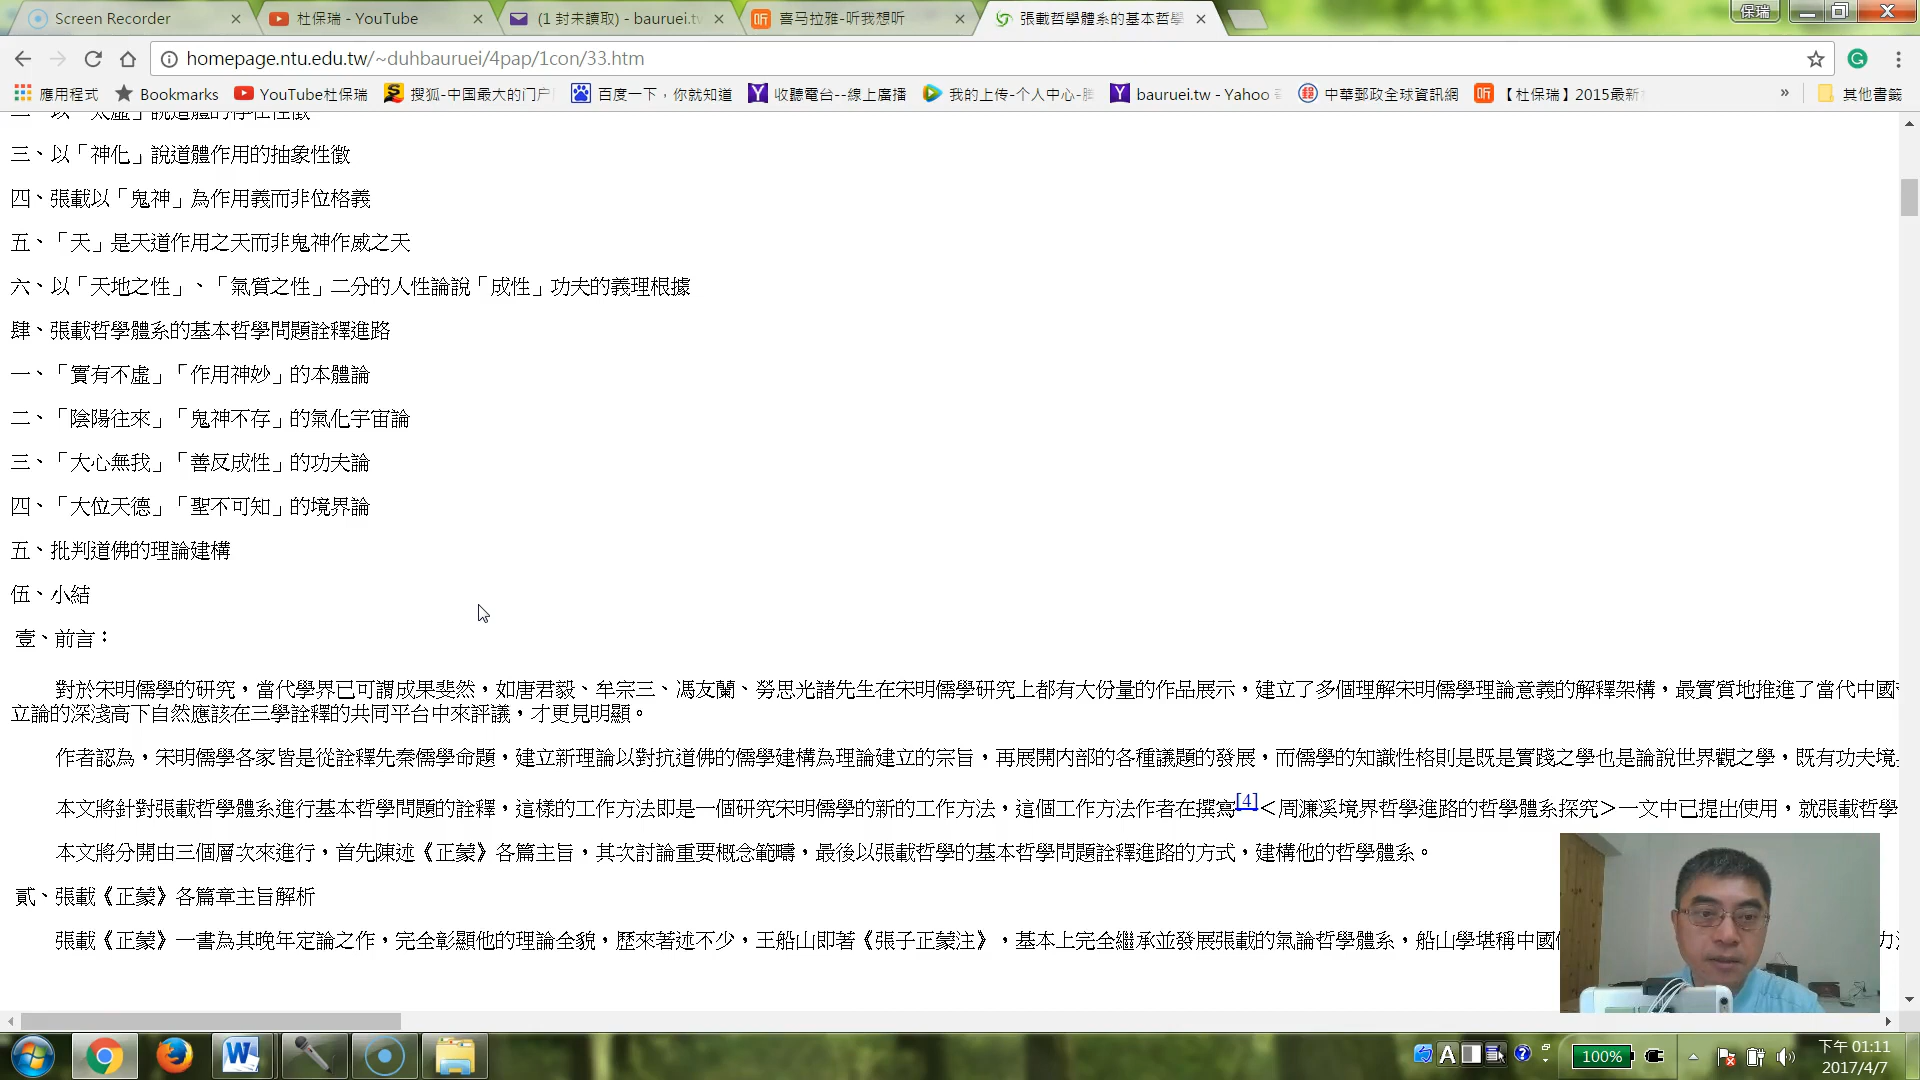 Screen Recorder
杜保瑞 - YouTube
(1 封未讀取) - bauruei.tw
喜马拉雅-听我想听
張載哲學體系的基本哲學
保瑞
homepage.ntu.edu.tw/~duhbauruei/4pap/1con/33.htm
應用程式
Bookmarks
YouTube杜保瑞
搜狐-中国最大的门户
百度一下，你就知道
收聽電台--線上廣播
我的上传-个人中心-
bauruei.tw - Yahoo
中華郵政全球資訊網
【杜保瑞】2015最新
»
其他書籤
二、以「太虛」說道體的存在性徵
三、以「神化」說道體作用的抽象性徵
四、張載以「鬼神」為作用義而非位格義
五、「天」是天道作用之天而非鬼神作威之天
六、以「天地之性」、「氣質之性」二分的人性論說「成性」功夫的義理根據
肆、張載哲學體系的基本哲學問題詮釋進路
一、「實有不虛」「作用神妙」的本體論
二、「陰陽往來」「鬼神不存」的氣化宇宙論
三、「大心無我」「善反成性」的功夫論
四、「大位天德」「聖不可知」的境界論
五、批判道佛的理論建構
伍、小結
壹、前言：
對於宋明儒學的研究，當代學界已可謂成果斐然，如唐君毅、牟宗三、馮友蘭、勞思光諸先生在宋明儒學研究上都有大份量的作品展示，建立了多個理解宋明儒學理論意義的解釋架構，最實質地推進了當代中國
立論的深淺高下自然應該在三學詮釋的共同平台中來評議，才更見明顯。
作者認為，宋明儒學各家皆是從詮釋先秦儒學命題，建立新理論以對抗道佛的儒學建構為理論建立的宗旨，再展開內部的各種議題的發展，而儒學的知識性格則是既是實踐之學也是論說世界觀之學，既有功夫境
本文將針對張載哲學體系進行基本哲學問題的詮釋，這樣的工作方法即是一個研究宋明儒學的新的工作方法，這個工作方法作者在撰寫[4]＜周濂溪境界哲學進路的哲學體系探究＞一文中已提出使用，就張載哲學
本文將分開由三個層次來進行，首先陳述《正蒙》各篇主旨，其次討論重要概念範疇，最後以張載哲學的基本哲學問題詮釋進路的方式，建構他的哲學體系。
貳、張載《正蒙》各篇章主旨解析
張載《正蒙》一書為其晚年定論之作，完全彰顯他的理論全貌，歷來著述不少，王船山即著《張子正蒙注》，基本上完全繼承並發展張載的氣論哲學體系，船山學堪稱中國
100%
下午 01:11
2017/4/7